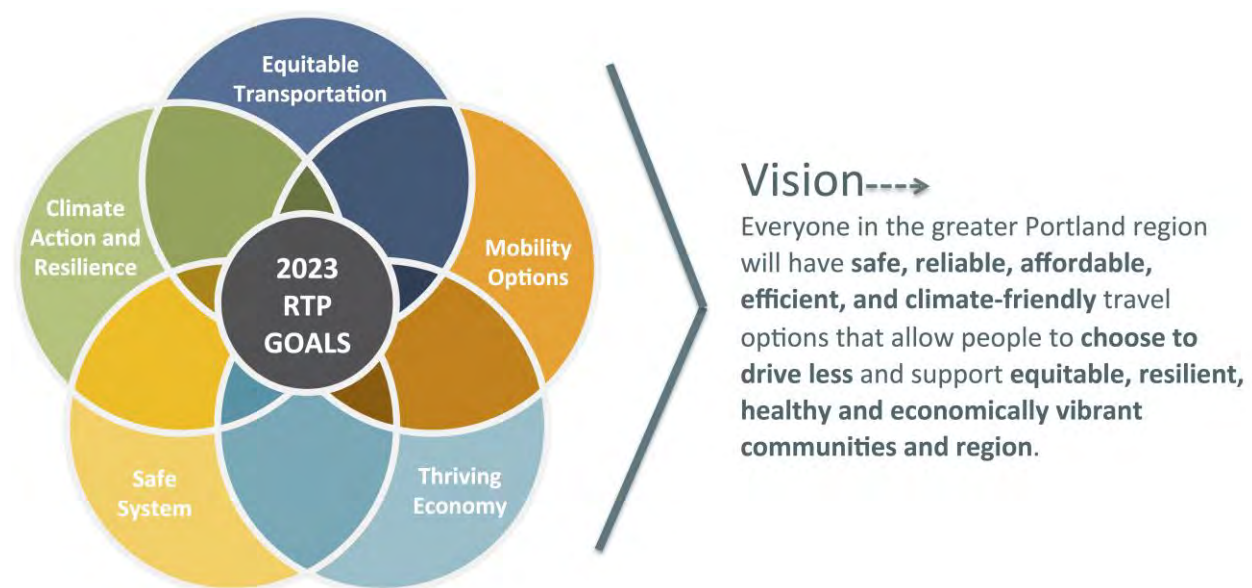 Equitable
Transportation
Climate
Action and
Resilience
Mobility
Options
2023
RTP
GOALS
Safe
System
Thriving
Economy
Vision
Everyone in the greater Portland region
will have safe, reliable, affordable,
efficient, and climate-friendly travel
options that allow people to choose to
drive less and support equitable, resilient,
healthy and economically vibrant
communities and region.